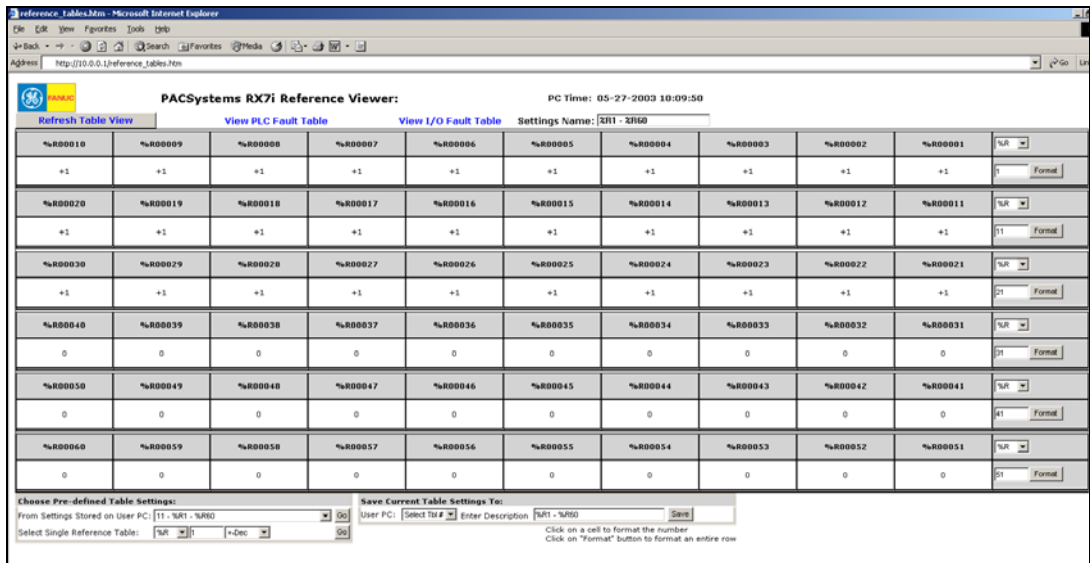 reference_tables.htm - Microsoft Internet Explorer
File Edit View Favorites Tools Help
Back Search Favorites Media
Address http://10.0.0.1/reference_tables.htm Go Lin
GE FANUC PACSystems RX7i Reference Viewer: PC Time: 05-27-2003 10:09:50
Refresh Table View View PLC Fault Table View I/O Fault Table Settings Name: %R1 - %R60
%R00010 %R00009 %R00008 %R00007 %R00006 %R00005 %R00004 %R00003 %R00002 %R00001 %R
+1 +1 +1 +1 +1 +1 +1 +1 +1 +1 1 Format
%R00020 %R00019 %R00018 %R00017 %R00016 %R00015 %R00014 %R00013 %R00012 %R00011 %R
+1 +1 +1 +1 +1 +1 +1 +1 +1 +1 11 Format
%R00030 %R00029 %R00028 %R00027 %R00026 %R00025 %R00024 %R00023 %R00022 %R00021 %R
+1 +1 +1 +1 +1 +1 +1 +1 +1 +1 21 Format
%R00040 %R00039 %R00038 %R00037 %R00036 %R00035 %R00034 %R00033 %R00032 %R00031 %R
0 0 0 0 0 0 0 0 0 0 31 Format
%R00050 %R00049 %R00048 %R00047 %R00046 %R00045 %R00044 %R00043 %R00042 %R00041 %R
0 0 0 0 0 0 0 0 0 0 41 Format
%R00060 %R00059 %R00058 %R00057 %R00056 %R00055 %R00054 %R00053 %R00052 %R00051 %R
0 0 0 0 0 0 0 0 0 0 51 Format
Choose Pre-defined Table Settings: Save Current Table Settings To:
From Settings Stored on User PC: 11 - %R1 - %R60 Go User PC: Select Tbl # Enter Description %R1 - %R60 Save
Select Single Reference Table: %R 1 +-Dec Go Click on a cell to format the number
Click on "Format" button to format an entire row